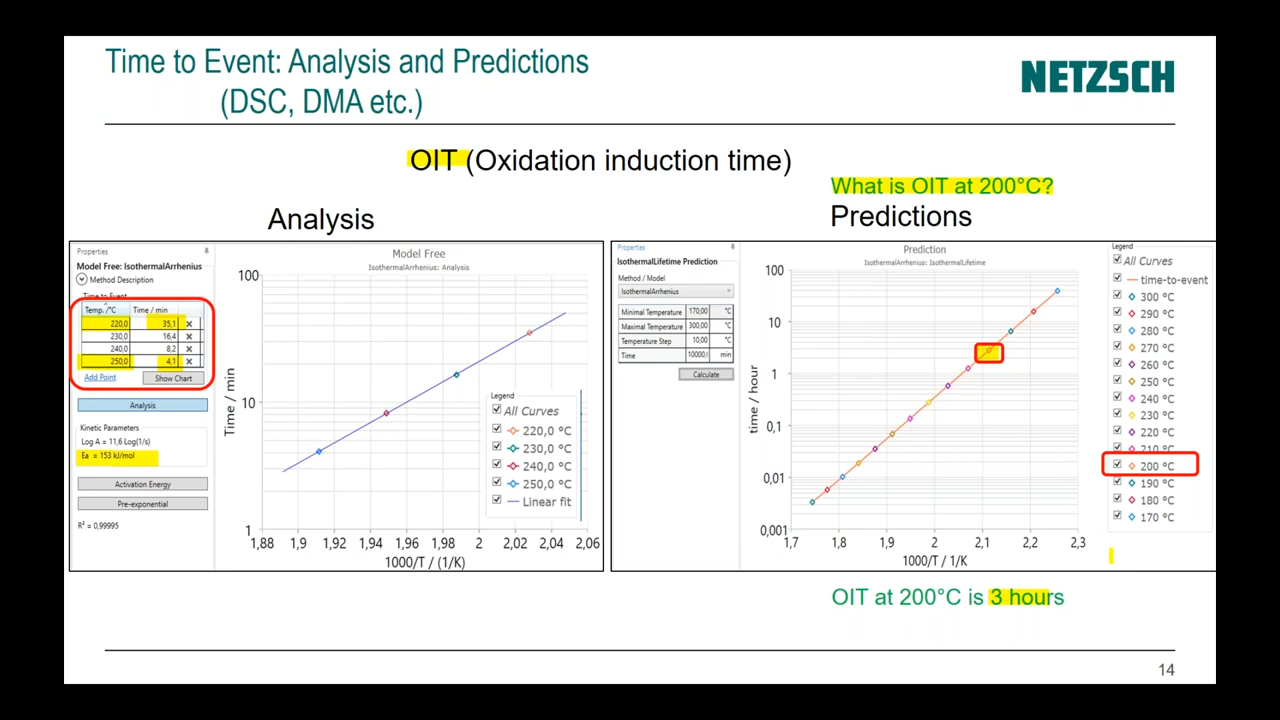 Time to Event: Analysis and Predictions
(DSC, DMA etc.)
NETZSCH
OIT (Oxidation induction time)
What is OIT at 200°C?
Analysis
Predictions
Properties
Model Free: IsothermalArrhenius
Method Description
Time to Event
Temp. /°C Time / min
220,0 35,1
230,0 16,4
240,0 8,2
250,0 4,1
Add Point
Show Chart
Analysis
Kinetic Parameters
Log A = 11,6 Log(1/s)
Ea = 153 kJ/mol
Activation Energy
Pre-exponential
R² = 0,99995
Model Free
IsothermalArrhenius: Analysis
100
10
1
Time / min
1,88 1,9 1,92 1,94 1,96 1,98 2 2,02 2,04 2,06
1000/T / (1/K)
Legend
All Curves
220,0 °C
230,0 °C
240,0 °C
250,0 °C
Linear fit
Properties
IsothermalLifetime Prediction
Method / Model
IsothermalArrhenius
Minimal Temperature 170,00 °C
Maximal Temperature 300,00 °C
Temperature Step 10,00 °C
Time 10000,( min
Calculate
Prediction
IsothermalArrhenius: IsothermalLifetime
100
10
1
0,1
0,01
0,001
time / hour
1,7 1,8 1,9 2 2,1 2,2 2,3
1000/T / 1/K
Legend
All Curves
time-to-event
300 °C
290 °C
280 °C
270 °C
260 °C
250 °C
240 °C
230 °C
220 °C
210 °C
200 °C
190 °C
180 °C
170 °C
OIT at 200°C is 3 hours
14